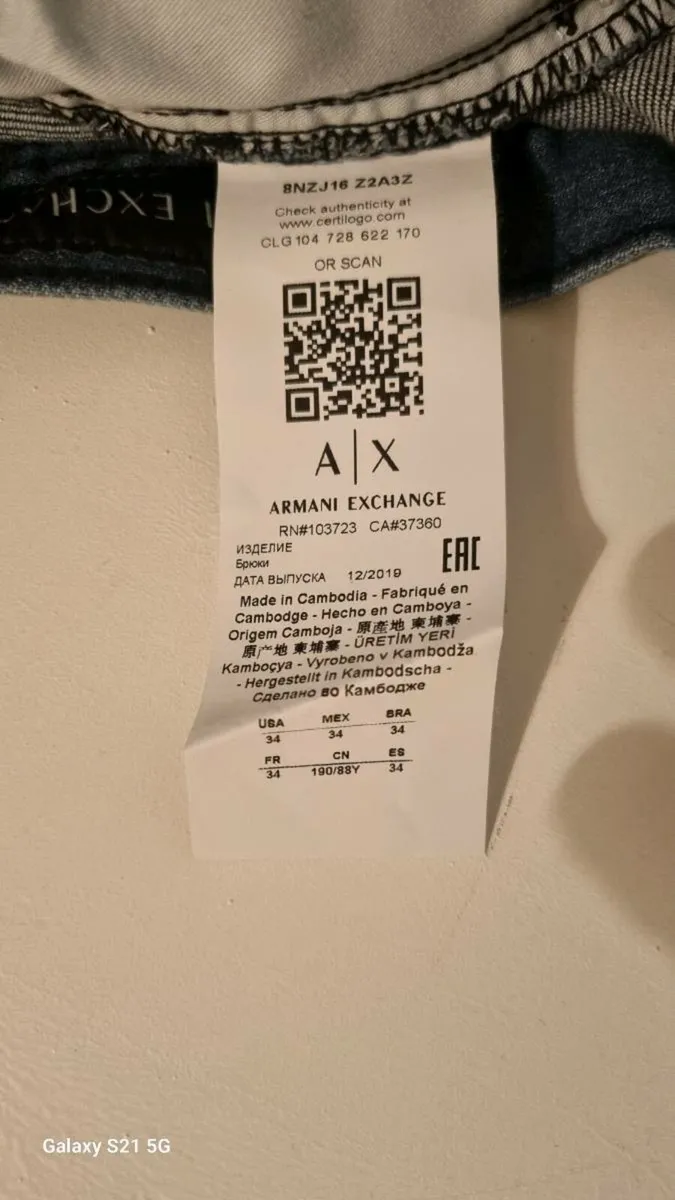 EXCH
8NZJ16 Z2A3Z
Check authenticity at
www.certilogo.com
CLG 104 728 622 170
OR SCAN
A|X
ARMANI EXCHANGE
RN#103723 CA#37360
ИЗДЕЛИЕ
Брюки
ДАТА ВЫПУСКА 12/2019
EAC
Made in Cambodia - Fabriqué en
Cambodge - Hecho en Camboya -
Origem Camboja - 原産地 柬埔寨 -
原产地 柬埔寨 - ÜRETİM YERİ
Kamboçya - Vyrobeno v Kambodža
- Hergestellt in Kambodscha -
Сделано во Камбодже
USA MEX BRA
34 34 34
FR CN ES
34 190/88Y 34
Galaxy S21 5G